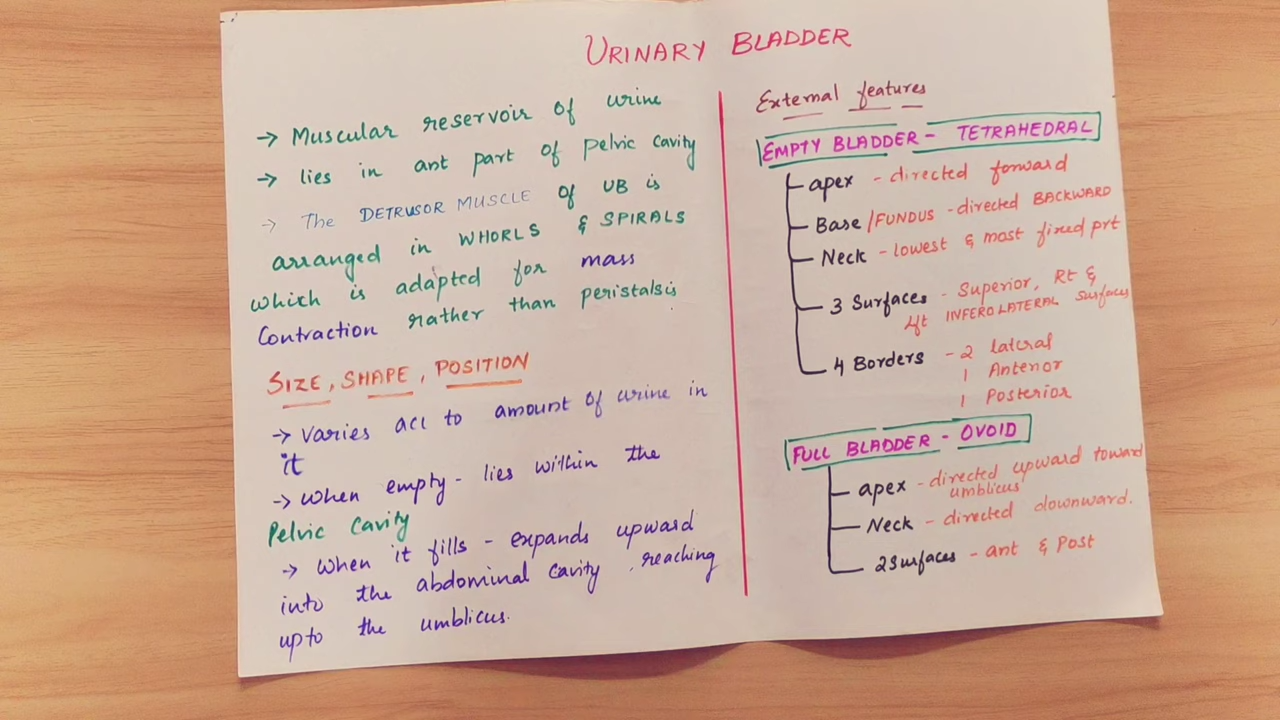 URINARY BLADDER
→ Muscular reservoir of urine
→ lies in ant part of pelvic cavity
→ The DETRUSOR MUSCLE of UB is
arranged in WHORLS & SPIRALS
which is adapted for mass
Contraction rather than peristalsis
SIZE, SHAPE, POSITION
→ varies acc to amount of urine in
it
→ when empty - lies within the
Pelvic cavity
→ when it fills - expands upward
into the abdominal cavity, reaching
upto the umblicus.
External features
EMPTY BLADDER - TETRAHEDRAL
apex - directed forward
Base/FUNDUS - directed BACKWARD
Neck - lowest & most fixed prt
3 Surfaces - Superior, Rt &
lft INFEROLATERAL surfaces
4 Borders - 2 lateral
1 Anterior
1 Posterior
FULL BLADDER - OVOID
apex - directed upward toward
umblicus
Neck - directed downward.
2 Surfaces - ant & Post